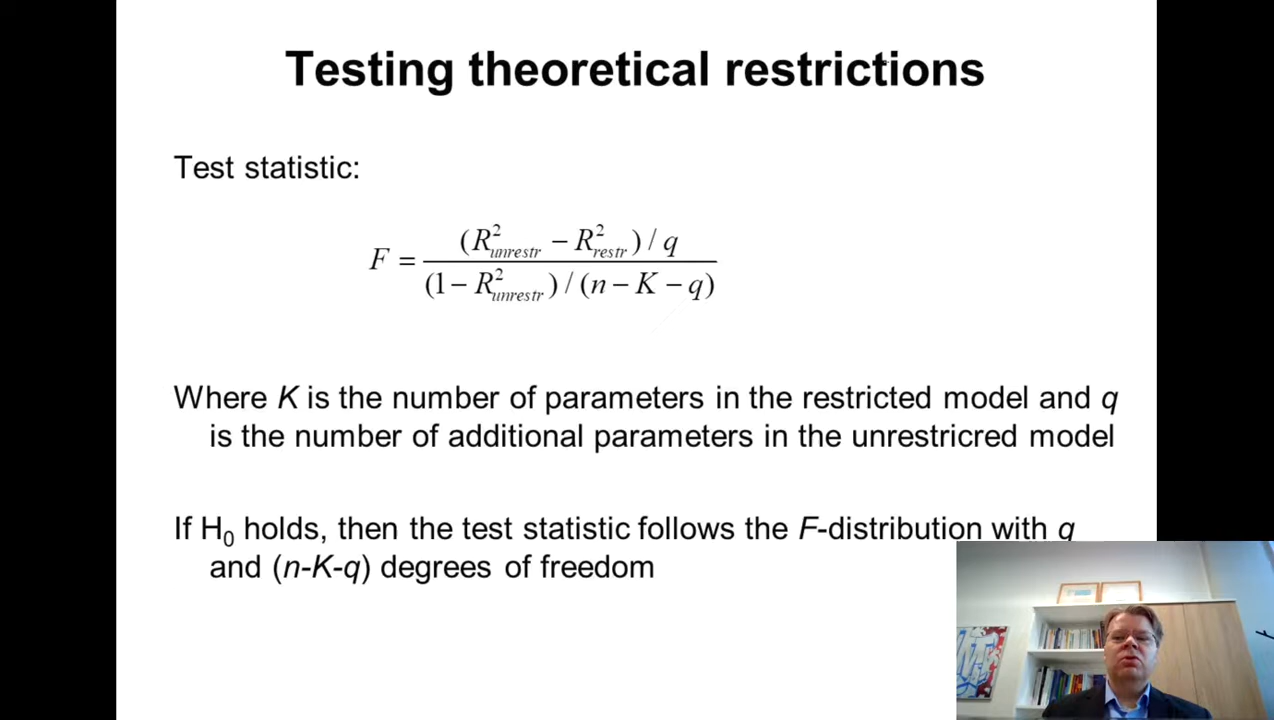 Testing theoretical restrictions
Test statistic:
F = (R²unrestr − R²restr) / q
(1 − R²unrestr) / (n − K − q)
Where K is the number of parameters in the restricted model and q
is the number of additional parameters in the unrestricred model
If H₀ holds, then the test statistic follows the F-distribution with q
and (n-K-q) degrees of freedom